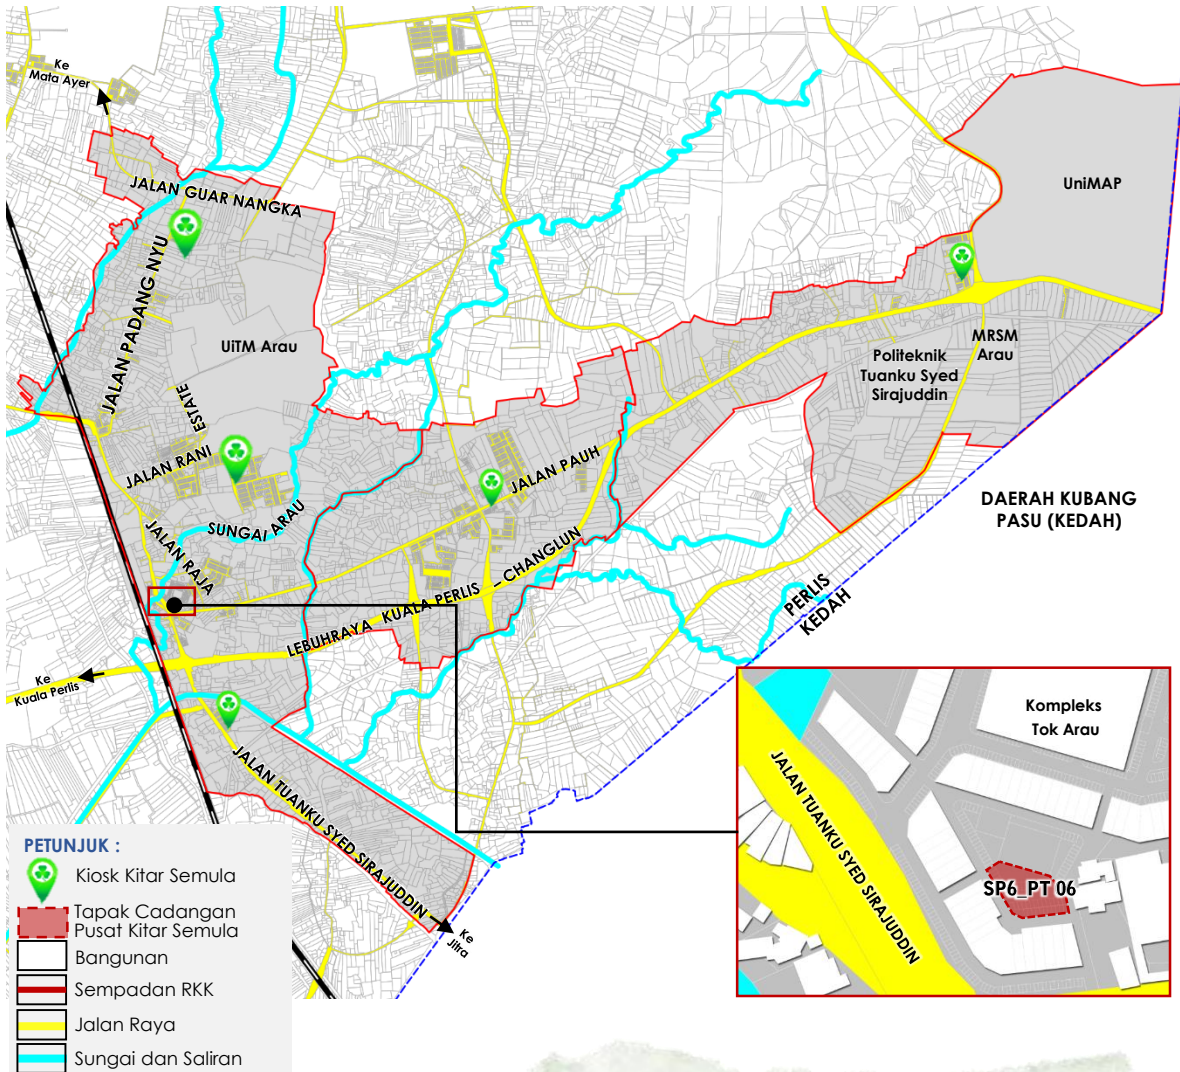 Ke
Mata Ayer
JALAN GUAR NANGKA
JALAN PADANG NYU
UiTM Arau
ESTATE
JALAN RANI
SUNGAI ARAU
JALAN RAJA
JALAN PAUH
LEBUHRAYA KUALA PERLIS – CHANGLUN
Ke
Kuala Perlis
JALAN TUANKU SYED SIRAJUDDIN
Ke
Jitra
UniMAP
MRSM
Arau
Politeknik
Tuanku Syed
Sirajuddin
DAERAH KUBANG
PASU (KEDAH)
PERLIS
KEDAH
Kompleks
Tok Arau
JALAN TUANKU SYED SIRAJUDDIN
SP6_PT 06
PETUNJUK :
Kiosk Kitar Semula
Tapak Cadangan
Pusat Kitar Semula
Bangunan
Sempadan RKK
Jalan Raya
Sungai dan Saliran